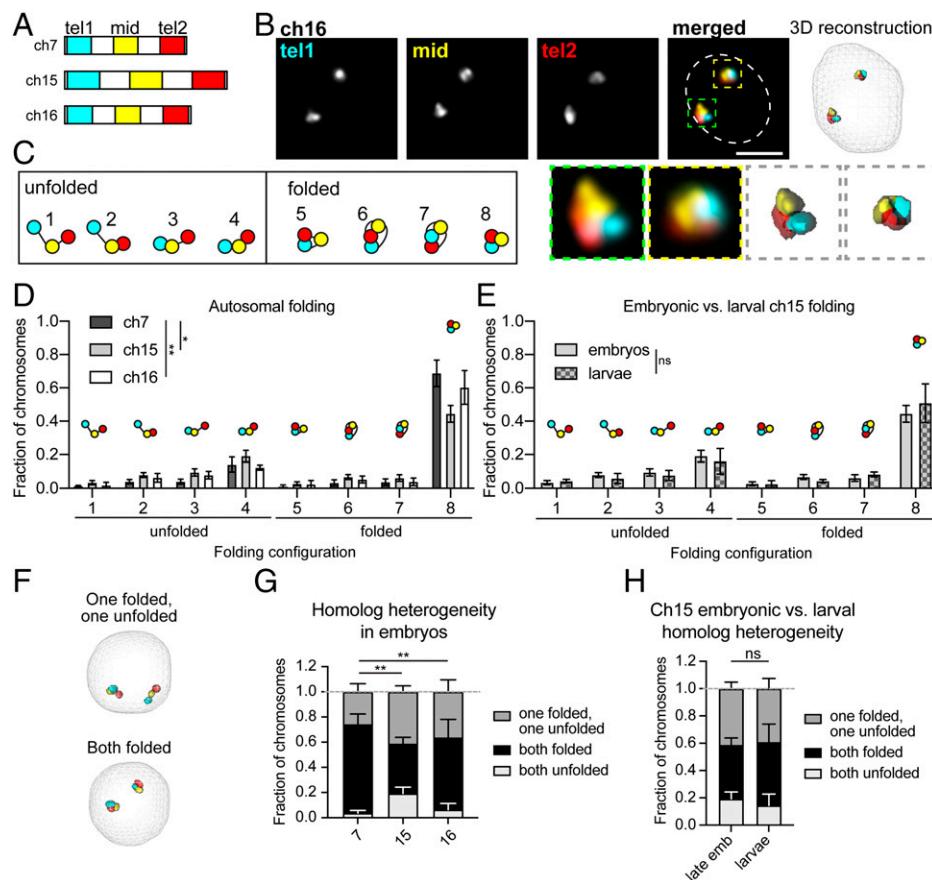 A
tel1 mid tel2
ch7
ch15
ch16
B
ch16
tel1
mid
tel2
merged
3D reconstruction
C
unfolded
1 2 3 4
folded
5 6 7 8
D
Autosomal folding
Fraction of chromosomes
1.0
0.8
0.6
0.4
0.2
0.0
ch7
ch15
ch16
**
*
1 2 3 4 5 6 7 8
unfolded folded
Folding configuration
E
Embryonic vs. larval ch15 folding
Fraction of chromosomes
1.0
0.8
0.6
0.4
0.2
0.0
embryos
larvae
ns
1 2 3 4 5 6 7 8
unfolded folded
Folding configuration
F
One folded,
one unfolded
Both folded
G
Homolog heterogeneity
in embryos
Fraction of chromosomes
1.2
1.0
0.8
0.6
0.4
0.2
0.0
**
**
7 15 16
one folded,
one unfolded
both folded
both unfolded
H
Ch15 embryonic vs. larval
homolog heterogeneity
Fraction of chromosomes
1.2
1.0
0.8
0.6
0.4
0.2
0.0
ns
late emb larvae
one folded,
one unfolded
both folded
both unfolded